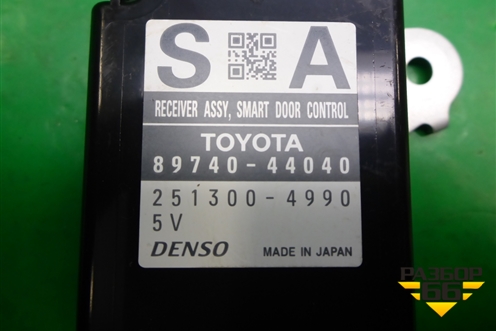 S A
RECEIVER ASSY, SMART DOOR CONTROL
TOYOTA
89740-44040
251300-4990
5V
DENSO MADE IN JAPAN
РАЗБОР
66